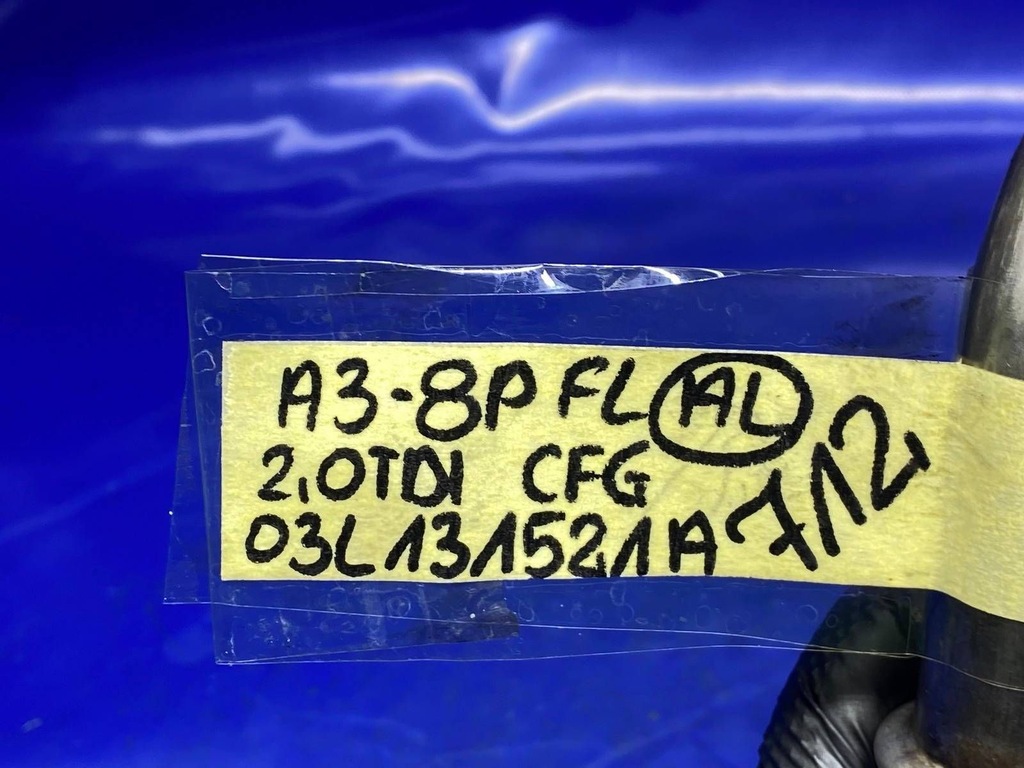 A3-8P FL AL
2,0TDI CFG
03L131521A
7/12